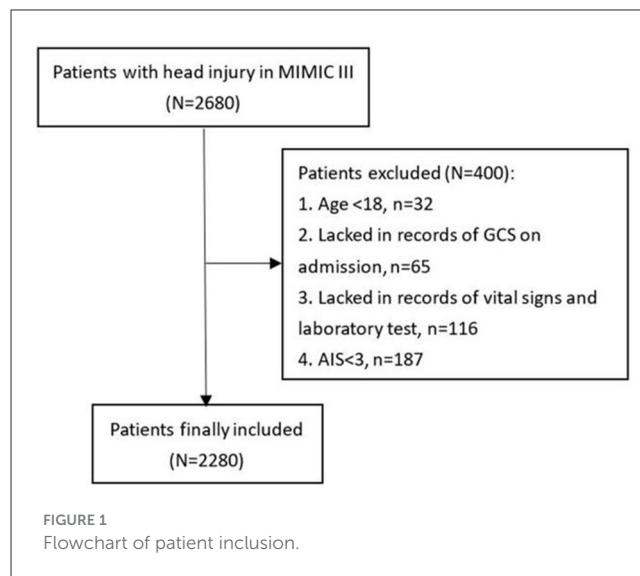 Patients with head injury in MIMIC III
(N=2680)
Patients excluded (N=400):
1. Age <18, n=32
2. Lacked in records of GCS on
admission, n=65
3. Lacked in records of vital signs and
laboratory test, n=116
4. AIS<3, n=187
Patients finally included
(N=2280)
FIGURE 1
Flowchart of patient inclusion.